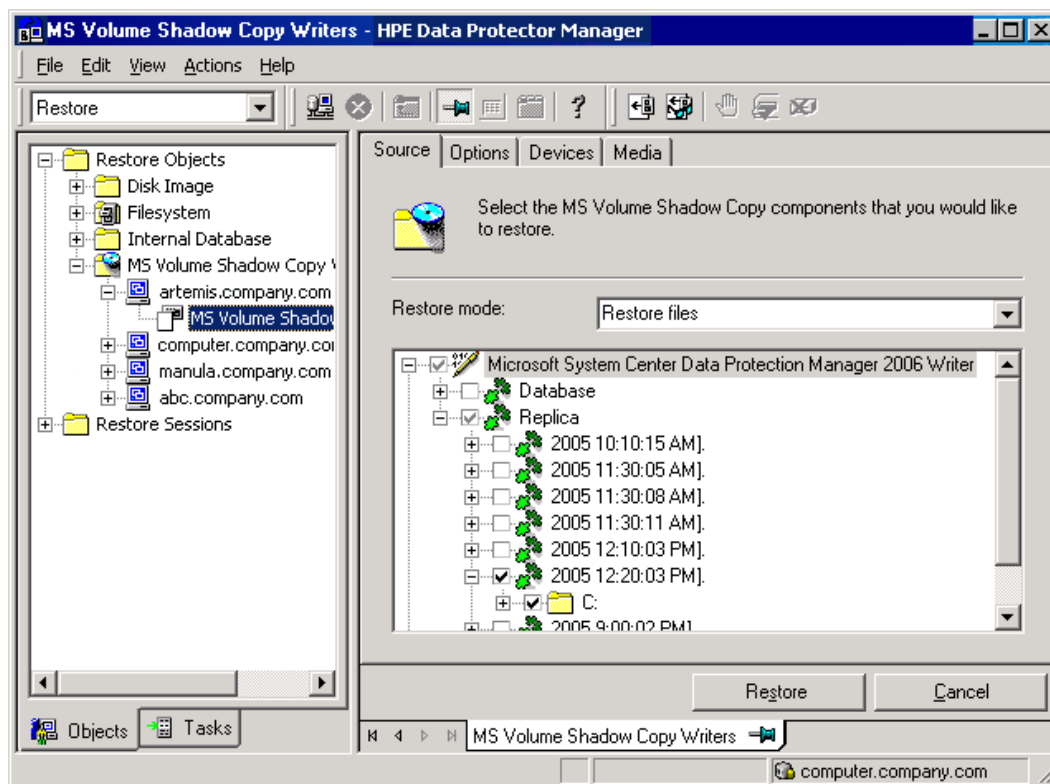 MS Volume Shadow Copy Writers - HPE Data Protector Manager
File Edit View Actions Help
Restore
Restore Objects
Disk Image
Filesystem
Internal Database
MS Volume Shadow Copy
artemis.company.com
MS Volume Shadow
computer.company.co
manula.company.com
abc.company.com
Restore Sessions
Objects
Tasks
Source
Options
Devices
Media
Select the MS Volume Shadow Copy components that you would like
to restore.
Restore mode:
Restore files
Microsoft System Center Data Protection Manager 2006 Writer
Database
Replica
2005 10:10:15 AM].
2005 11:30:05 AM].
2005 11:30:08 AM].
2005 11:30:11 AM].
2005 12:10:03 PM].
2005 12:20:03 PM].
C:
2005 9:00:02 PM]
Restore
Cancel
MS Volume Shadow Copy Writers
computer.company.com